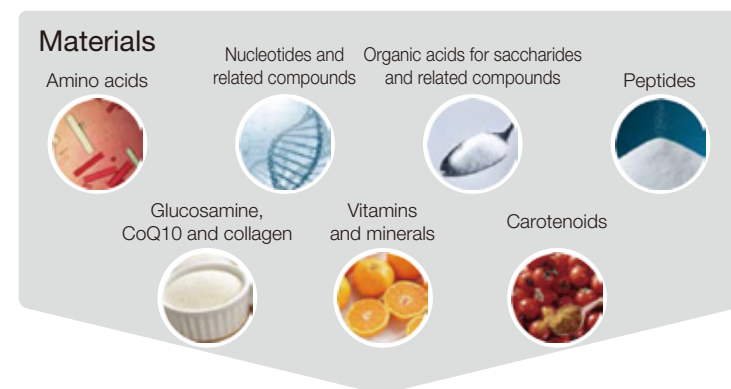 Materials
Amino acids
Nucleotides and
related compounds
Organic acids for saccharides
and related compounds
Peptides
Glucosamine,
CoQ10 and collagen
Vitamins
and minerals
Carotenoids